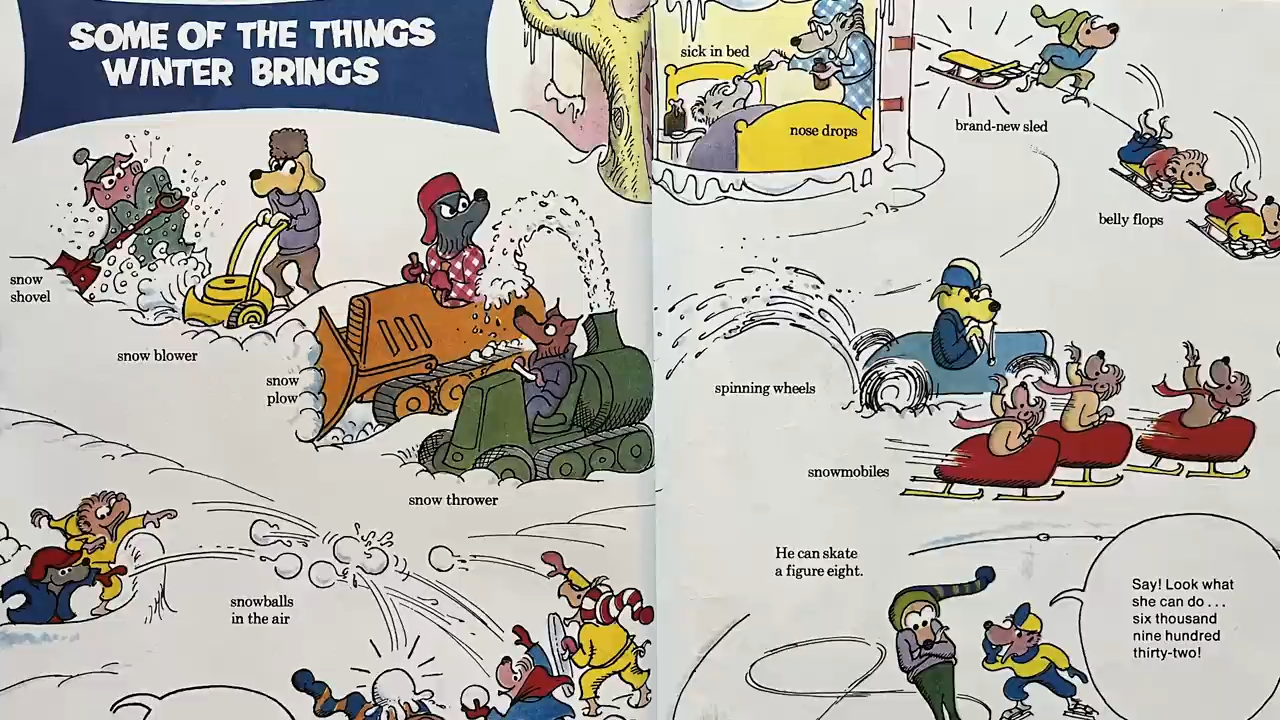 SOME OF THE THINGS
WINTER BRINGS
snow
shovel
snow blower
snow
plow
snow thrower
snowballs
in the air
sick in bed
nose drops
brand-new sled
belly flops
spinning wheels
snowmobiles
He can skate
a figure eight.
Say! Look what
she can do . . .
six thousand
nine hundred
thirty-two!